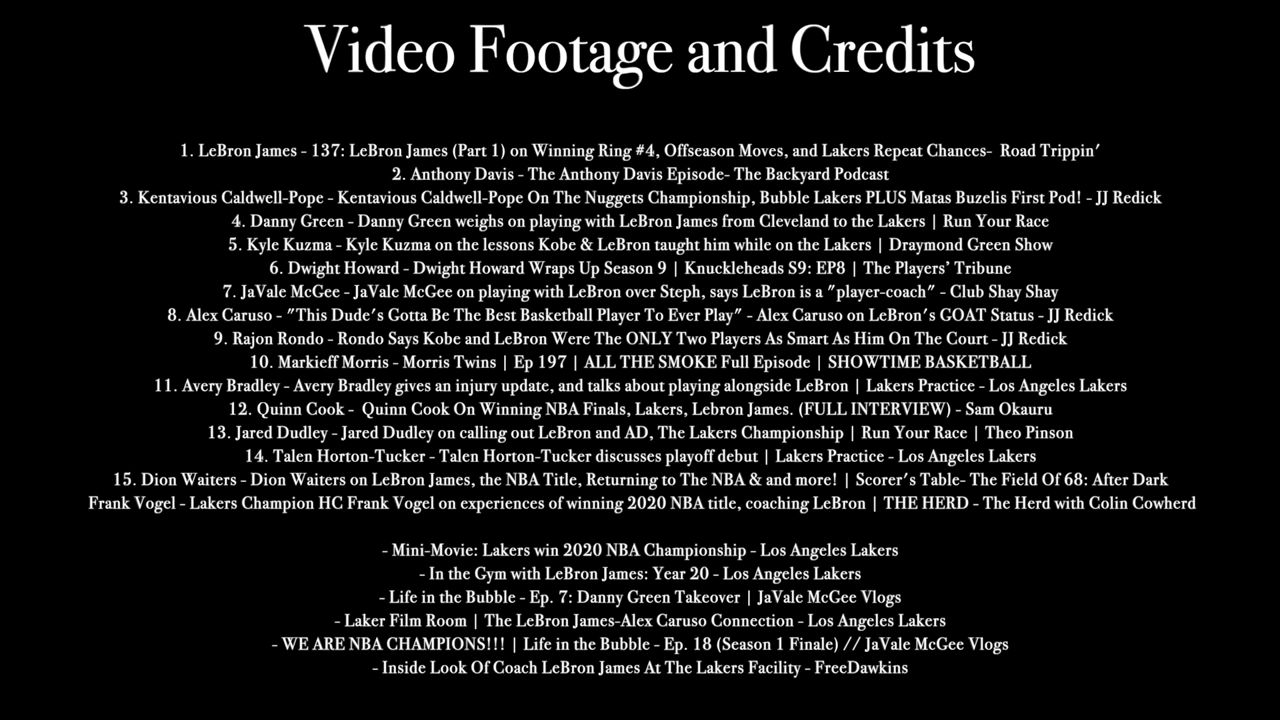 Video Footage and Credits
1. LeBron James - 137: LeBron James (Part 1) on Winning Ring #4, Offseason Moves, and Lakers Repeat Chances- Road Trippin'
2. Anthony Davis - The Anthony Davis Episode- The Backyard Podcast
3. Kentavious Caldwell-Pope - Kentavious Caldwell-Pope On The Nuggets Championship, Bubble Lakers PLUS Matas Buzelis First Pod! - JJ Redick
4. Danny Green - Danny Green weighs on playing with LeBron James from Cleveland to the Lakers | Run Your Race
5. Kyle Kuzma - Kyle Kuzma on the lessons Kobe & LeBron taught him while on the Lakers | Draymond Green Show
6. Dwight Howard - Dwight Howard Wraps Up Season 9 | Knuckleheads S9: EP8 | The Players' Tribune
7. JaVale McGee - JaVale McGee on playing with LeBron over Steph, says LeBron is a "player-coach" - Club Shay Shay
8. Alex Caruso - "This Dude's Gotta Be The Best Basketball Player To Ever Play" - Alex Caruso on LeBron's GOAT Status - JJ Redick
9. Rajon Rondo - Rondo Says Kobe and LeBron Were The ONLY Two Players As Smart As Him On The Court - JJ Redick
10. Markieff Morris - Morris Twins | Ep 197 | ALL THE SMOKE Full Episode | SHOWTIME BASKETBALL
11. Avery Bradley - Avery Bradley gives an injury update, and talks about playing alongside LeBron | Lakers Practice - Los Angeles Lakers
12. Quinn Cook - Quinn Cook On Winning NBA Finals, Lakers, Lebron James. (FULL INTERVIEW) - Sam Okauru
13. Jared Dudley - Jared Dudley on calling out LeBron and AD, The Lakers Championship | Run Your Race | Theo Pinson
14. Talen Horton-Tucker - Talen Horton-Tucker discusses playoff debut | Lakers Practice - Los Angeles Lakers
15. Dion Waiters - Dion Waiters on LeBron James, the NBA Title, Returning to The NBA & and more! | Scorer's Table- The Field Of 68: After Dark
Frank Vogel - Lakers Champion HC Frank Vogel on experiences of winning 2020 NBA title, coaching LeBron | THE HERD - The Herd with Colin Cowherd
- Mini-Movie: Lakers win 2020 NBA Championship - Los Angeles Lakers
- In the Gym with LeBron James: Year 20 - Los Angeles Lakers
- Life in the Bubble - Ep. 7: Danny Green Takeover | JaVale McGee Vlogs
- Laker Film Room | The LeBron James-Alex Caruso Connection - Los Angeles Lakers
- WE ARE NBA CHAMPIONS!!! | Life in the Bubble - Ep. 18 (Season 1 Finale) // JaVale McGee Vlogs
- Inside Look Of Coach LeBron James At The Lakers Facility - FreeDawkins